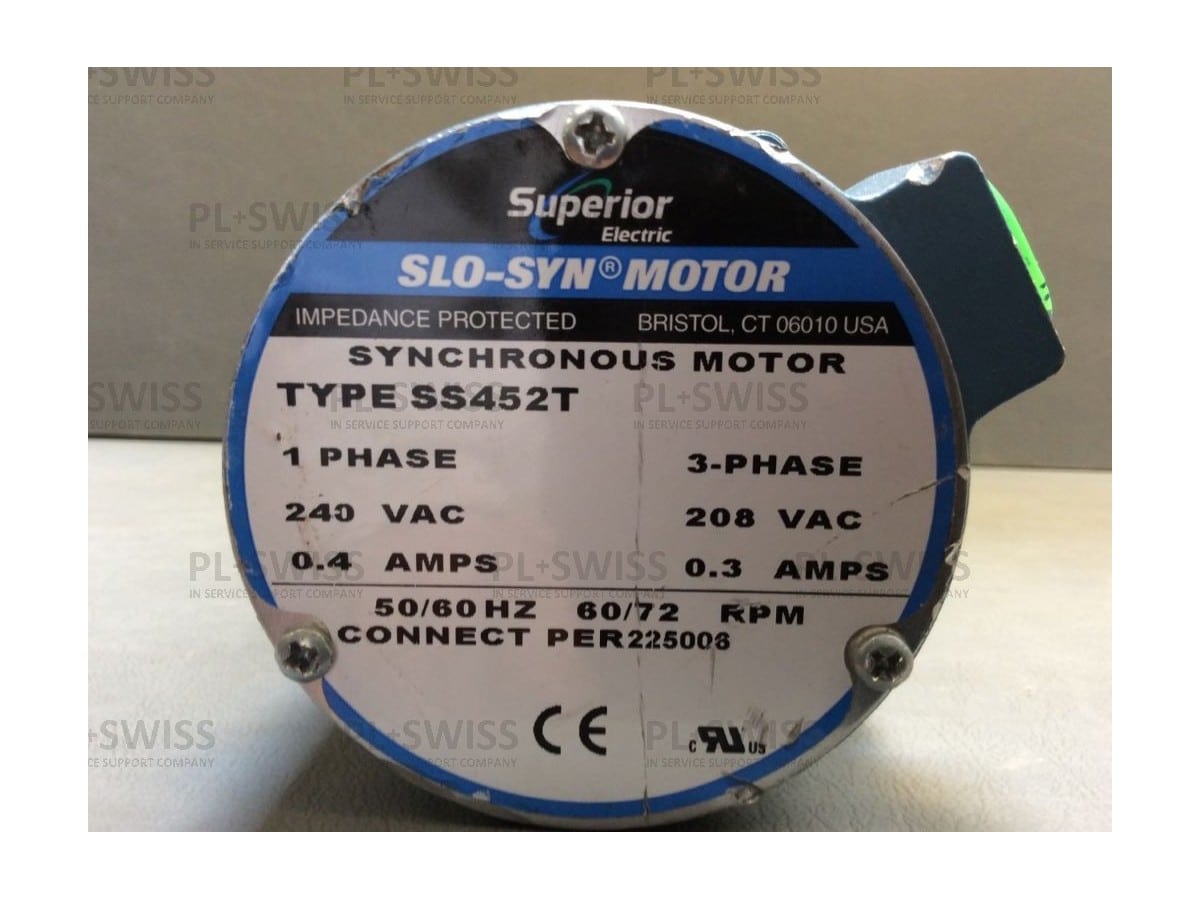 Superior
Electric
SLO-SYN® MOTOR
IMPEDANCE PROTECTED BRISTOL, CT 06010 USA
SYNCHRONOUS MOTOR
TYPE SS452T
1 PHASE 3-PHASE
240 VAC 208 VAC
0.4 AMPS 0.3 AMPS
50/60 HZ 60/72 RPM
CONNECT PER 225006
CE
c RU US
PL+SWISS
IN SERVICE SUPPORT COMPANY